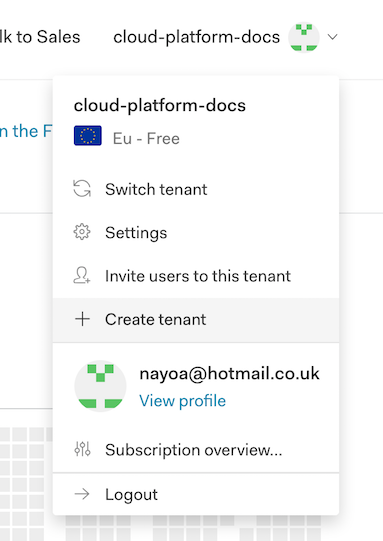 lk to Sales
cloud-platform-docs
n the F
cloud-platform-docs
Eu - Free
Switch tenant
Settings
Invite users to this tenant
Create tenant
nayoa@hotmail.co.uk
View profile
Subscription overview...
Logout